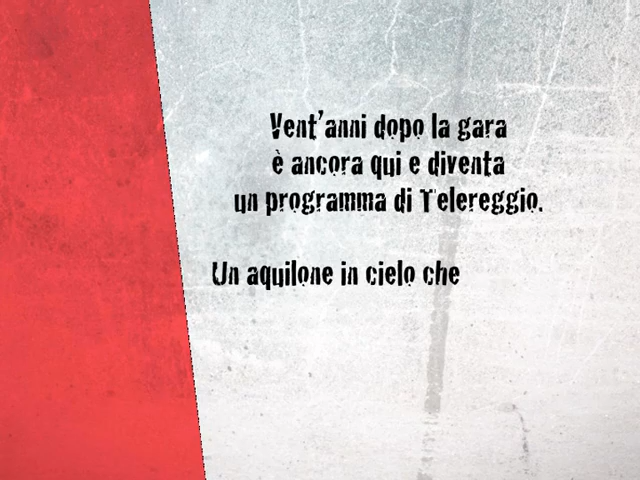 Vent'anni dopo la gara
è ancora qui e diventa
un programma di Telereggio.
Un aquilone in cielo che